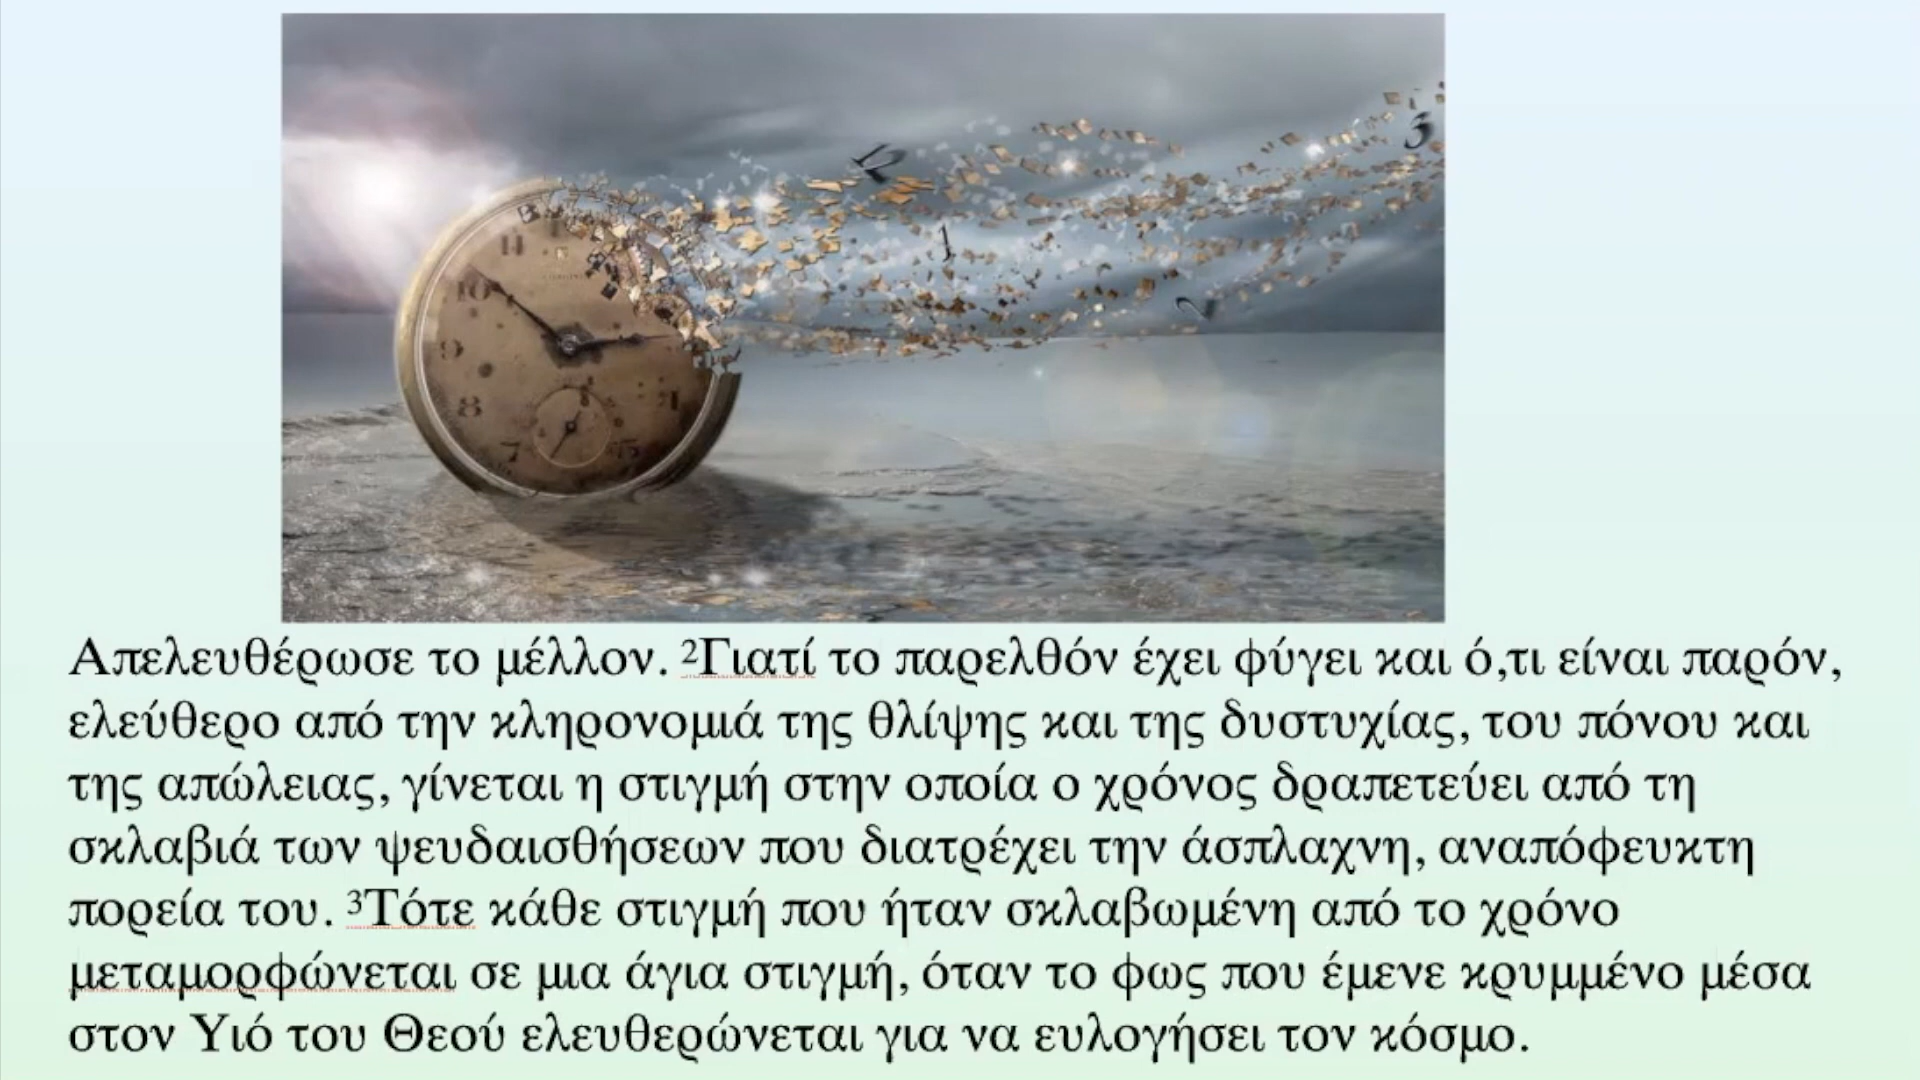 Απελευθέρωσε το μέλλον. ²Γιατί το παρελθόν έχει φύγει και ό,τι είναι παρόν,
ελεύθερο από την κληρονομιά της θλίψης και της δυστυχίας, του πόνου και
της απώλειας, γίνεται η στιγμή στην οποία ο χρόνος δραπετεύει από τη
σκλαβιά των ψευδαισθήσεων που διατρέχει την άσπλαχνη, αναπόφευκτη
πορεία του. ³Τότε κάθε στιγμή που ήταν σκλαβωμένη από το χρόνο
μεταμορφώνεται σε μια άγια στιγμή, όταν το φως που έμενε κρυμμένο μέσα
στον Υιό του Θεού ελευθερώνεται για να ευλογήσει τον κόσμο.